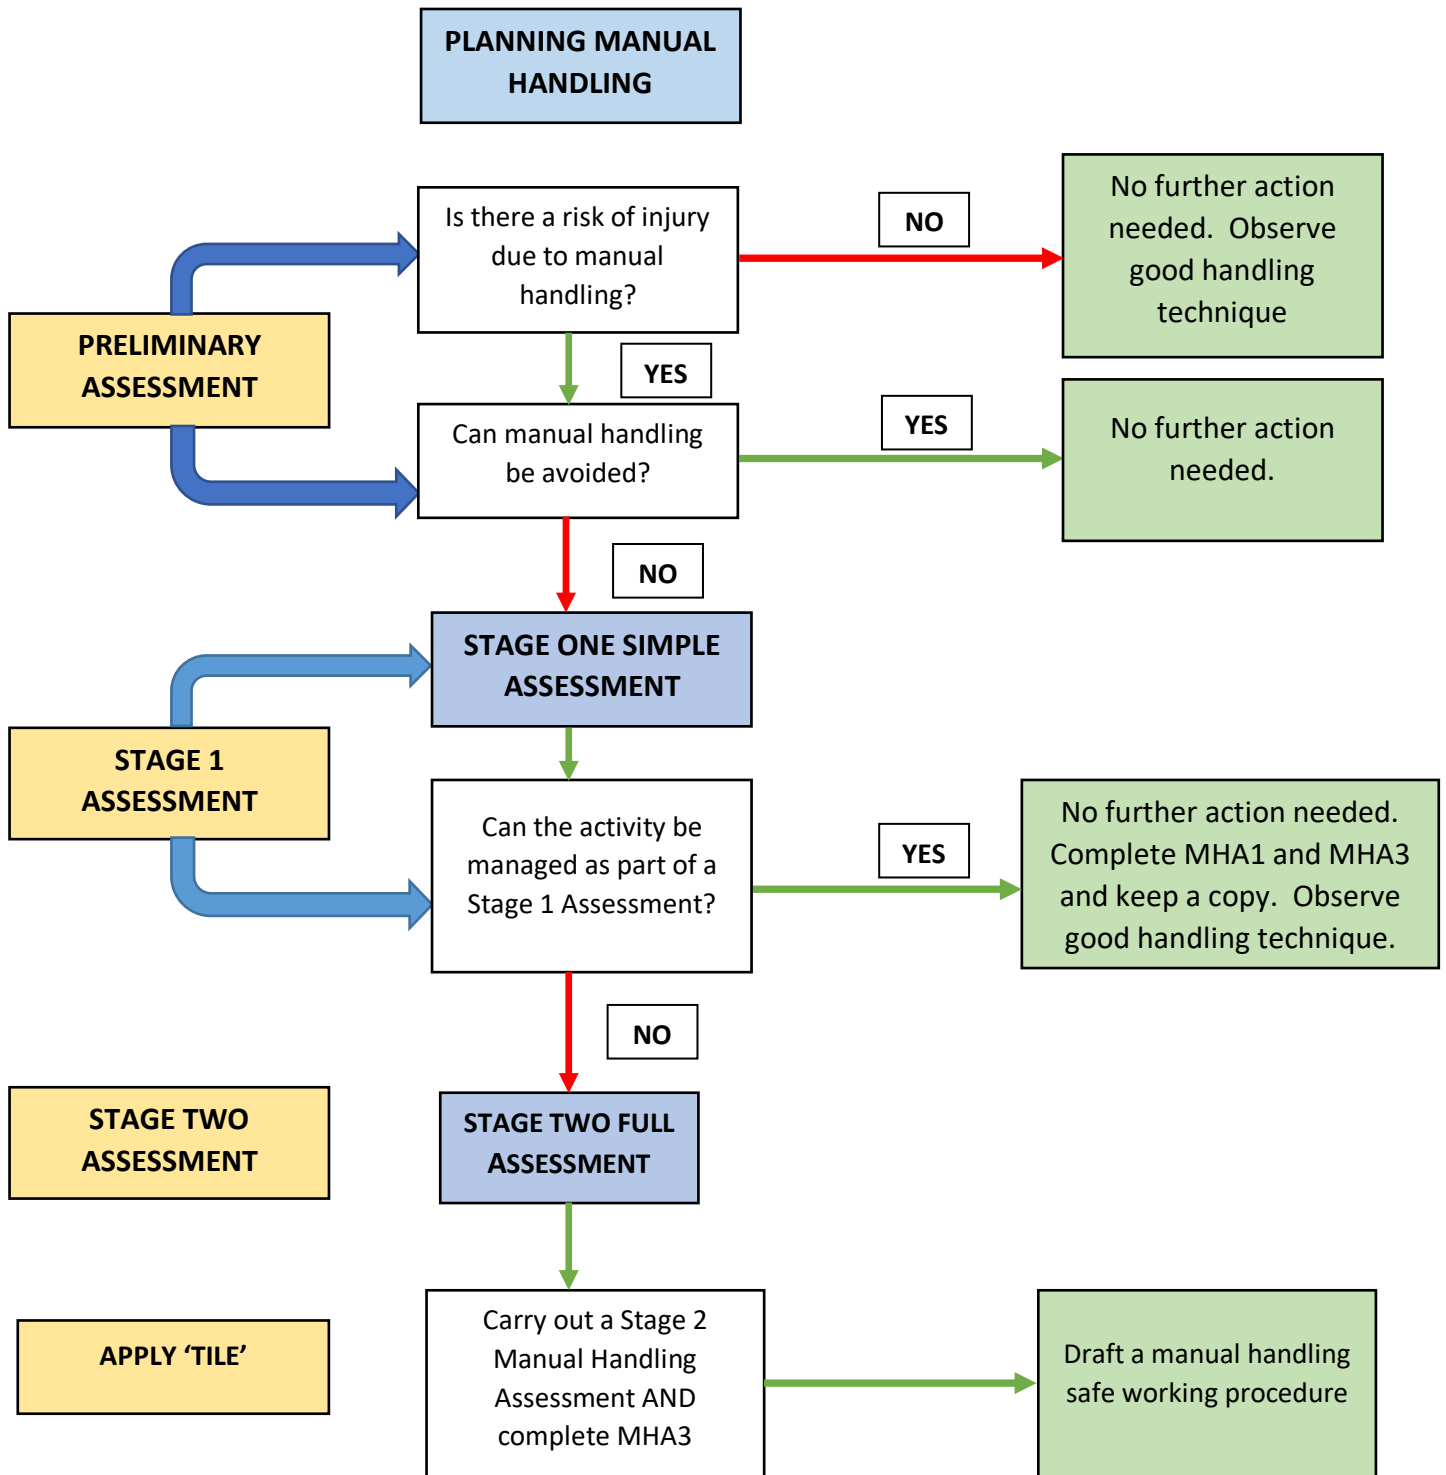 PLANNING MANUAL
HANDLING
Is there a risk of injury
due to manual
handling?
NO
No further action
needed.  Observe
good handling
technique
PRELIMINARY
ASSESSMENT
YES
Can manual handling
be avoided?
YES
No further action
needed.
NO
STAGE ONE SIMPLE
ASSESSMENT
STAGE 1
ASSESSMENT
Can the activity be
managed as part of a
Stage 1 Assessment?
YES
No further action needed.
Complete MHA1 and MHA3
and keep a copy.  Observe
good handling technique.
NO
STAGE TWO
ASSESSMENT
STAGE TWO FULL
ASSESSMENT
APPLY ‘TILE’
Carry out a Stage 2
Manual Handling
Assessment AND
complete MHA3
Draft a manual handling
safe working procedure